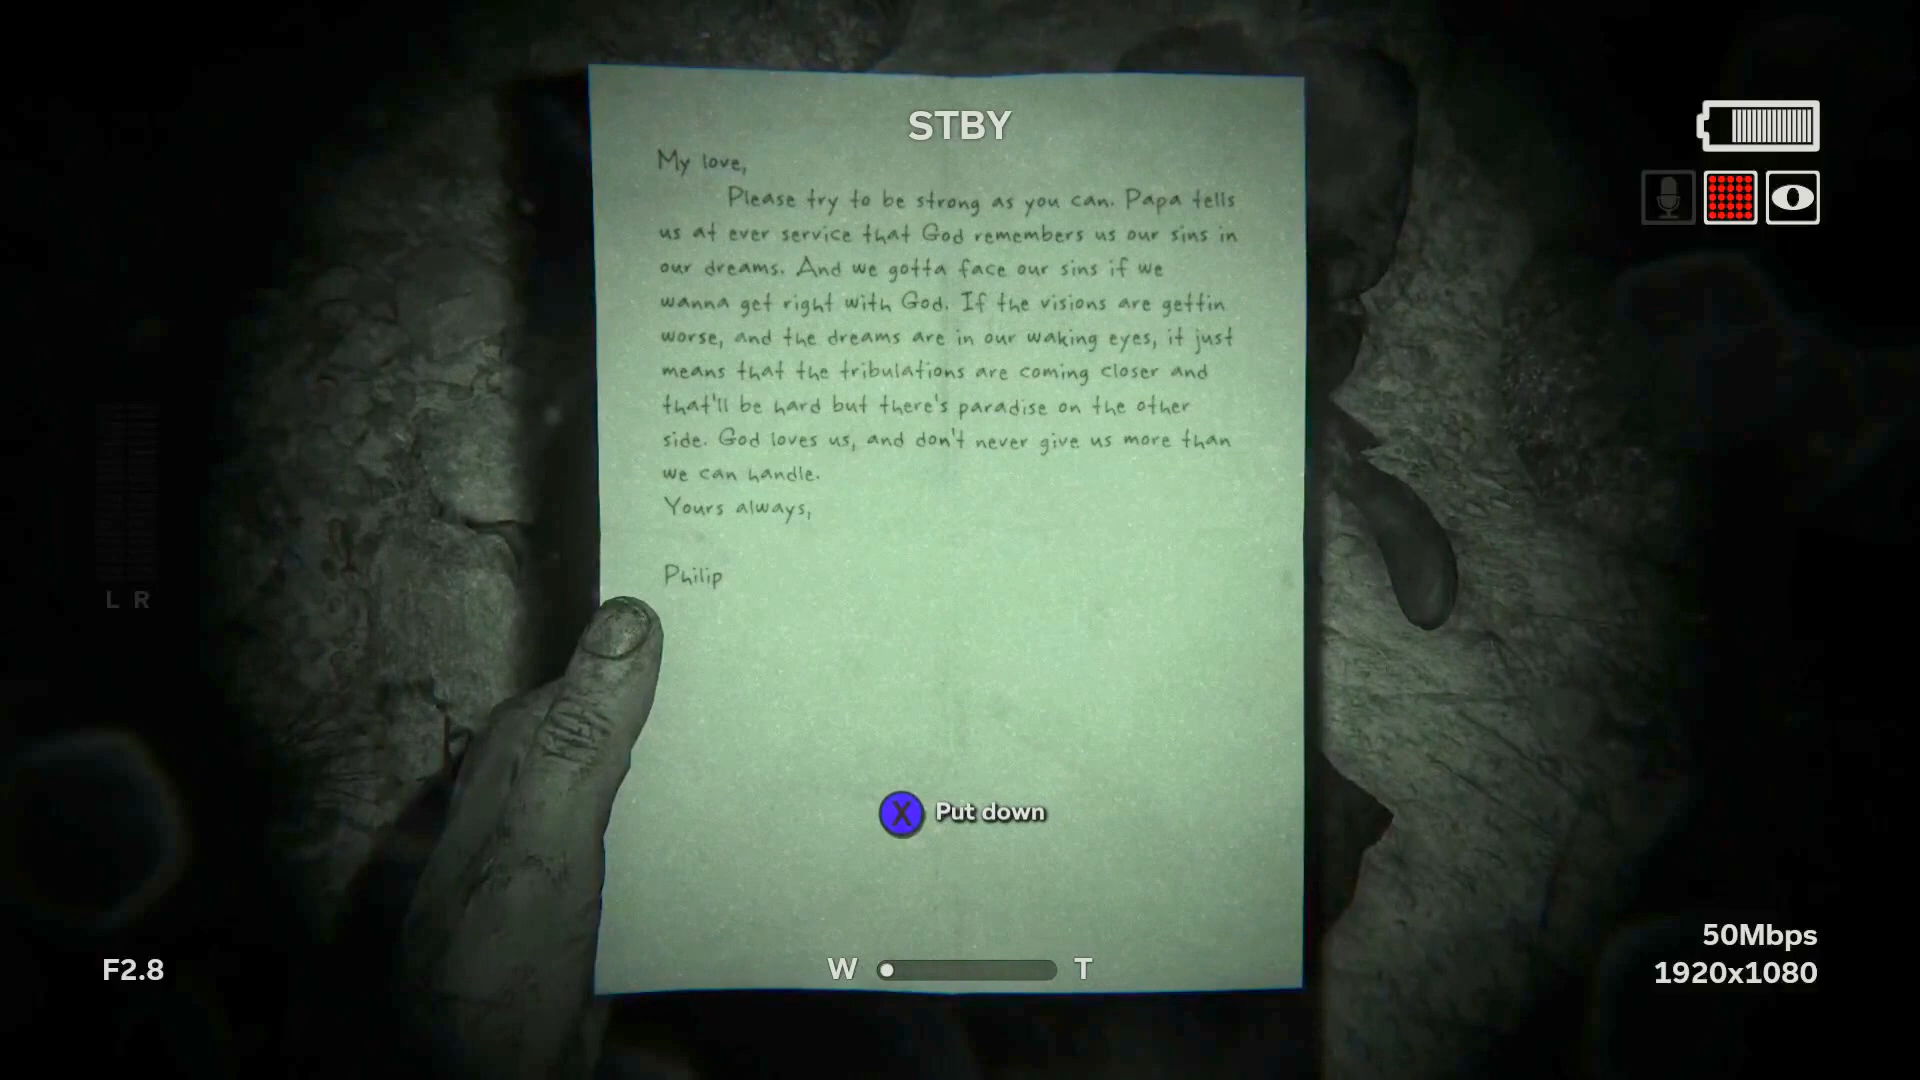 STBY
My love,
Please try to be strong as you can. Papa tells
us at ever service that God remembers us our sins in
our dreams. And we gotta face our sins if we
wanna get right with God. If the visions are gettin
worse, and the dreams are in our waking eyes, it just
means that the tribulations are coming closer and
that'll be hard but there's paradise on the other
side. God loves us, and don't never give us more than
we can handle.
Yours always,
Philip
L R
X Put down
F2.8
W T
50Mbps
1920x1080